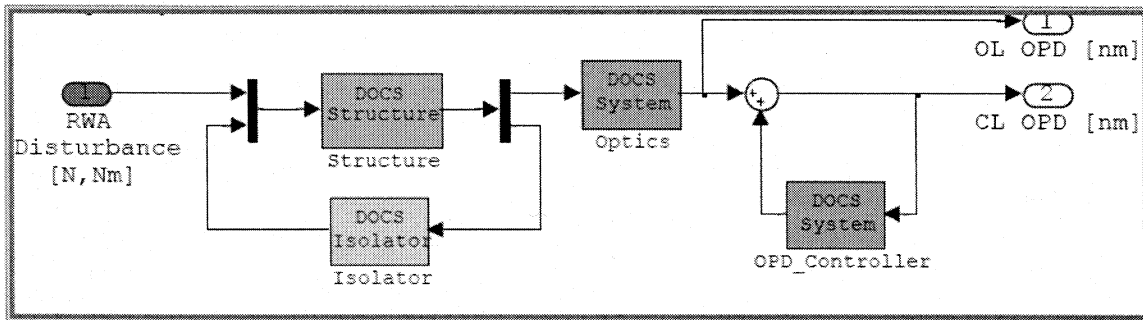 1
RWA
Disturbance
[N,Nm]
DOCS
Structure
Structure
DOCS
Isolator
Isolator
DOCS
System
Optics
++
DOCS
System
OPD_Controller
1
OL OPD [nm]
2
CL OPD [nm]